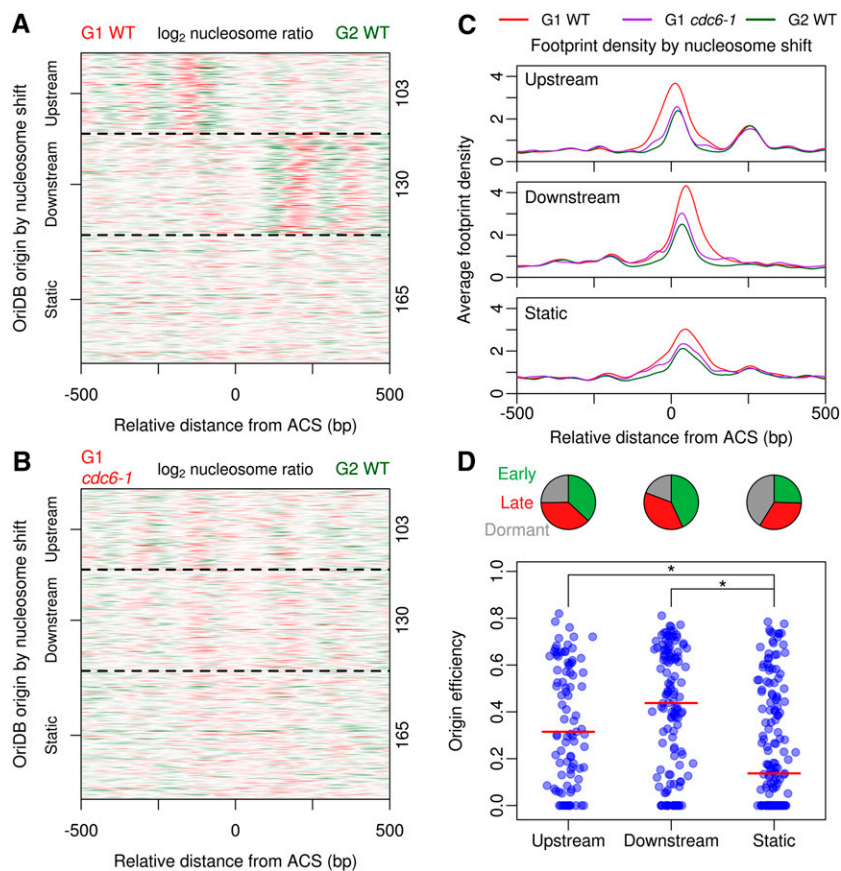 A
G1 WT
log2 nucleosome ratio
G2 WT
OriDB origin by nucleosome shift
Upstream
Downstream
Static
103
130
165
-500
0
500
Relative distance from ACS (bp)
B
G1
cdc6-1
log2 nucleosome ratio
G2 WT
OriDB origin by nucleosome shift
Upstream
Downstream
Static
103
130
165
-500
0
500
Relative distance from ACS (bp)
C
G1 WT
G1 cdc6-1
G2 WT
Footprint density by nucleosome shift
Average footprint density
Upstream
4
2
0
Downstream
4
2
0
Static
4
2
0
-500
0
500
Relative distance from ACS (bp)
D
Early
Late
Dormant
*
*
Origin efficiency
1.0
0.8
0.6
0.4
0.2
0.0
Upstream
Downstream
Static